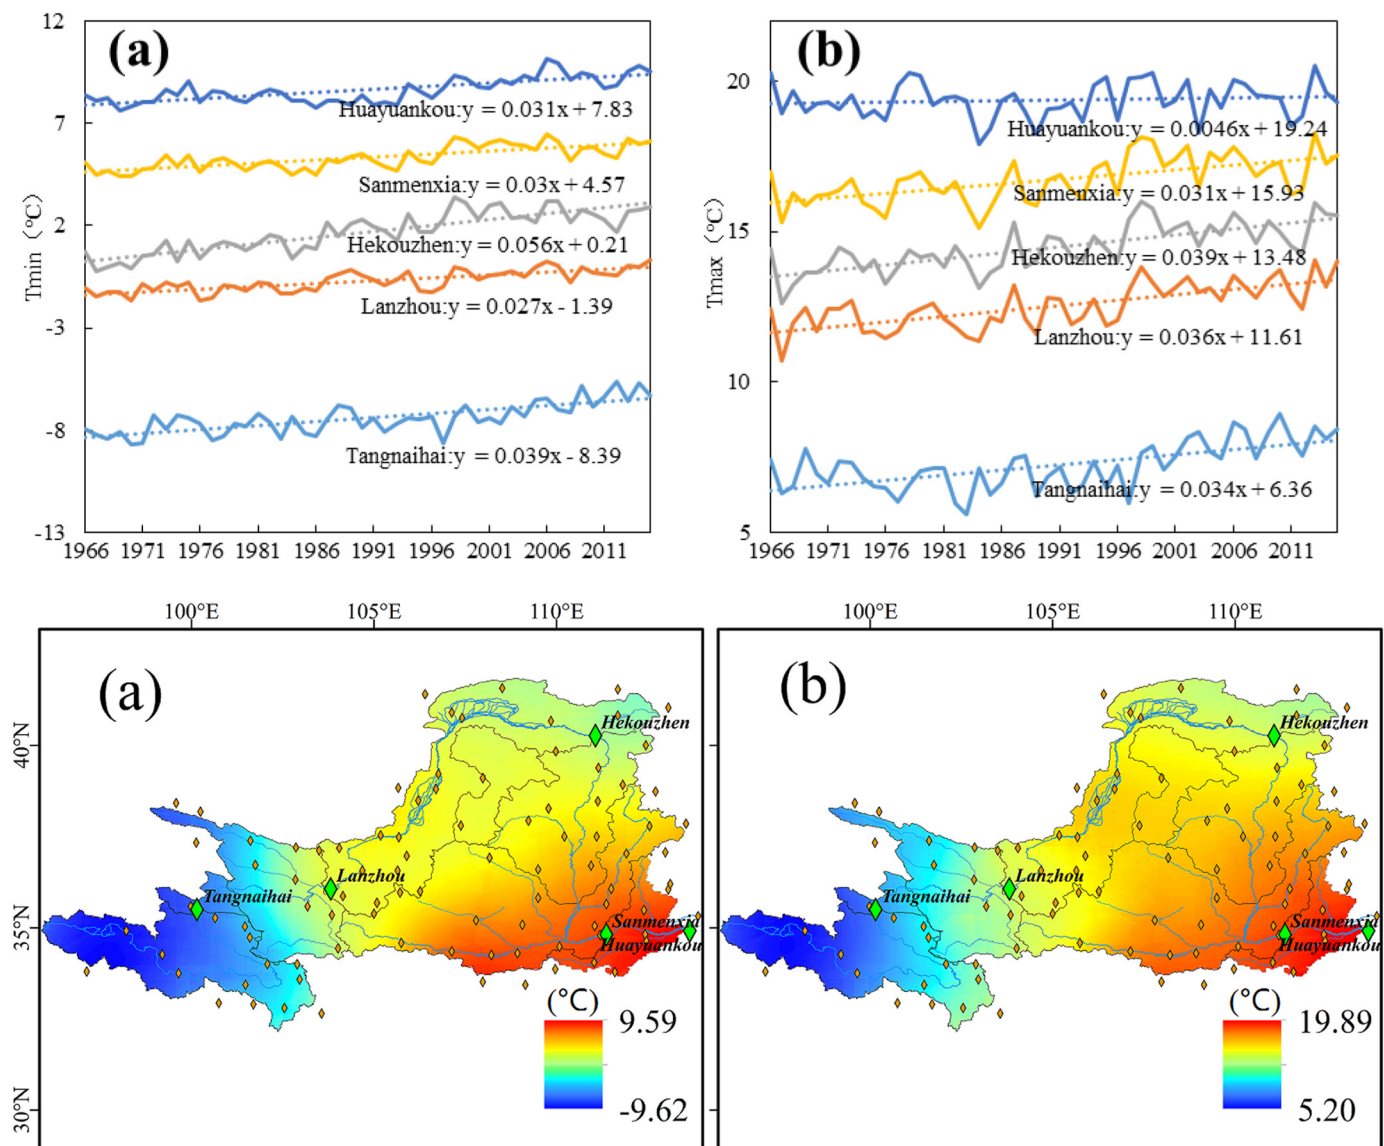 (a)
12
7
2
-3
-8
-13
Tmin（℃）
Huayuankou:y = 0.031x + 7.83
Sanmenxia:y = 0.03x + 4.57
Hekouzhen:y = 0.056x + 0.21
Lanzhou:y = 0.027x - 1.39
Tangnaihai:y = 0.039x - 8.39
1966 1971 1976 1981 1986 1991 1996 2001 2006 2011
(b)
20
15
10
5
Tmax（℃）
Huayuankou:y = 0.0046x + 19.24
Sanmenxia:y = 0.031x + 15.93
Hekouzhen:y = 0.039x + 13.48
Lanzhou:y = 0.036x + 11.61
Tangnaihai:y = 0.034x + 6.36
1966 1971 1976 1981 1986 1991 1996 2001 2006 2011
100°E 105°E 110°E
40°N
35°N
30°N
(a)
Hekouzhen
Lanzhou
Tangnaihai
Sanmenxia
Huayuankou
(°C)
9.59
-9.62
100°E 105°E 110°E
(b)
Hekouzhen
Lanzhou
Tangnaihai
Sanmenxia
Huayuankou
(°C)
19.89
5.20